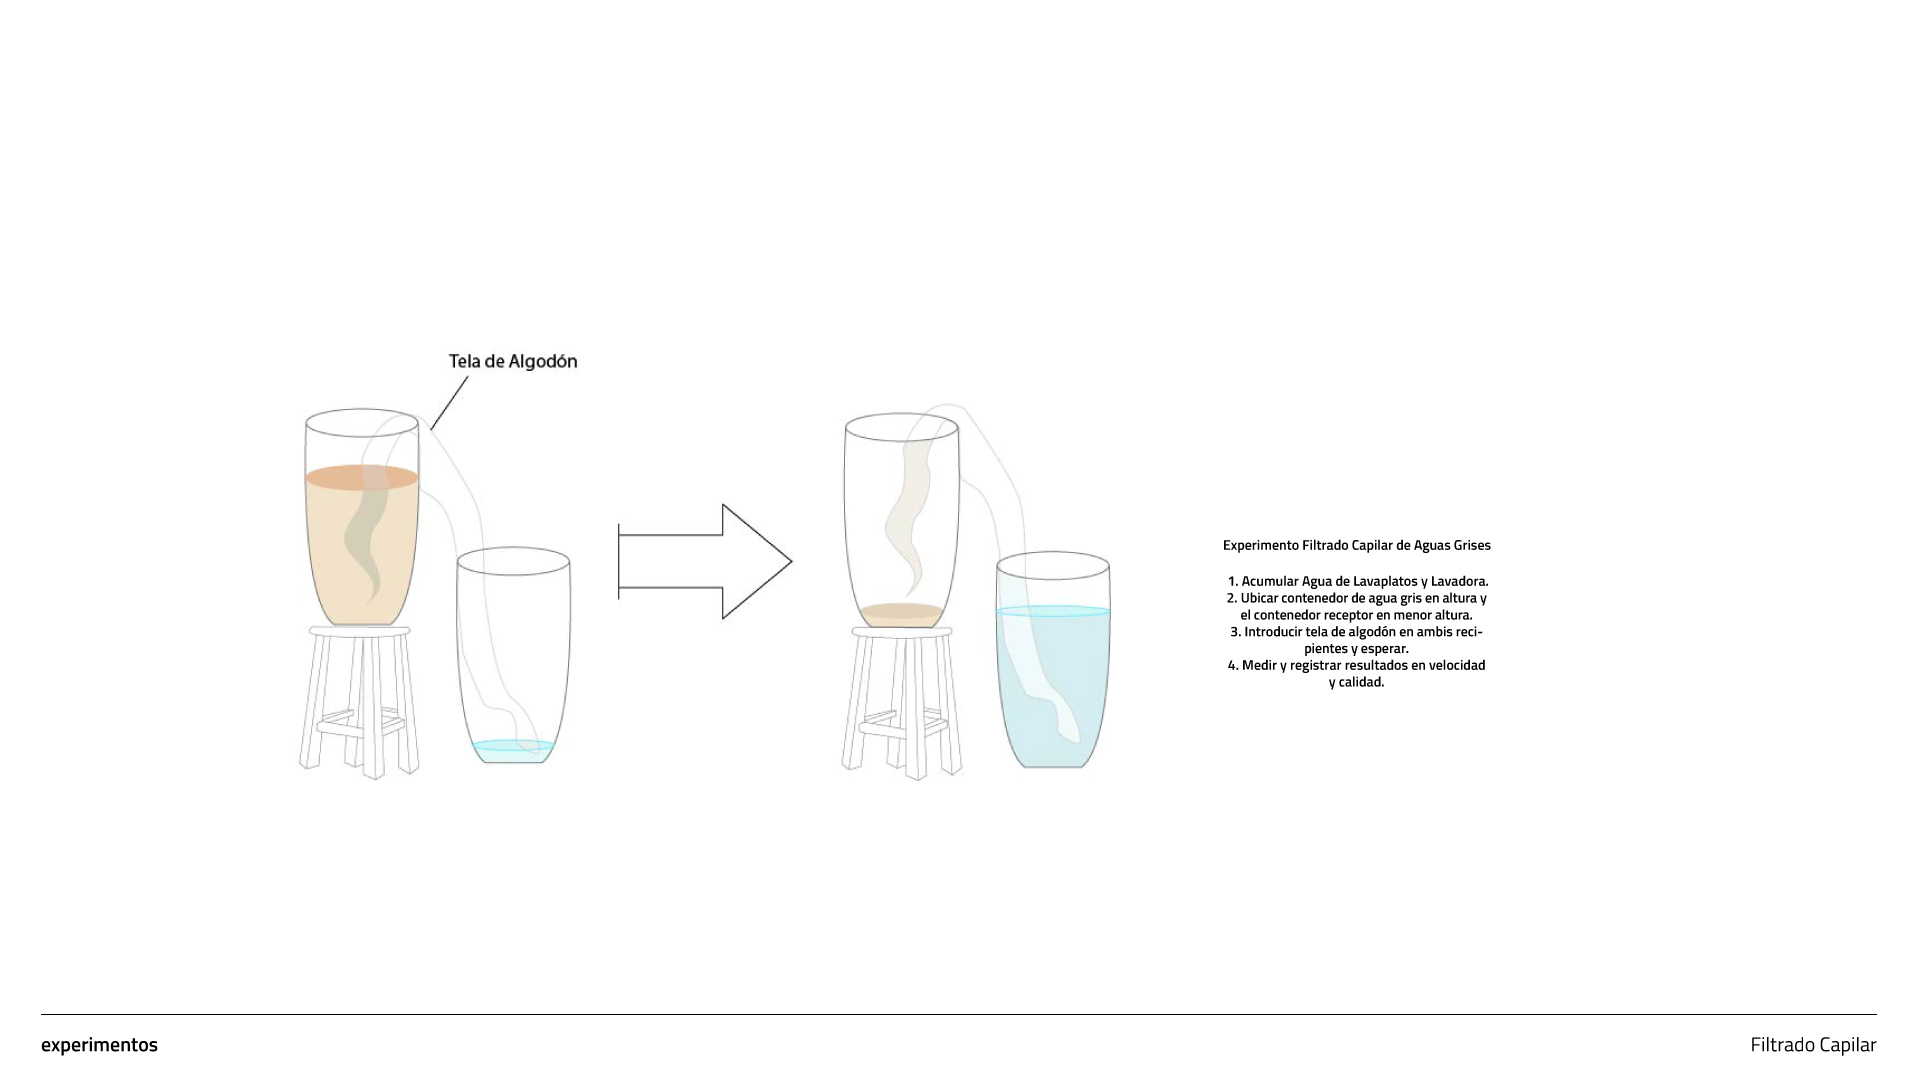 Tela de Algodón
Experimento Filtrado Capilar de Aguas Grises
1. Acumular Agua de Lavaplatos y Lavadora.
2. Ubicar contenedor de agua gris en altura y
el contenedor receptor en menor altura.
3. Introducir tela de algodón en ambis reci-
pientes y esperar.
4. Medir y registrar resultados en velocidad
y calidad.
experimentos
Filtrado Capilar